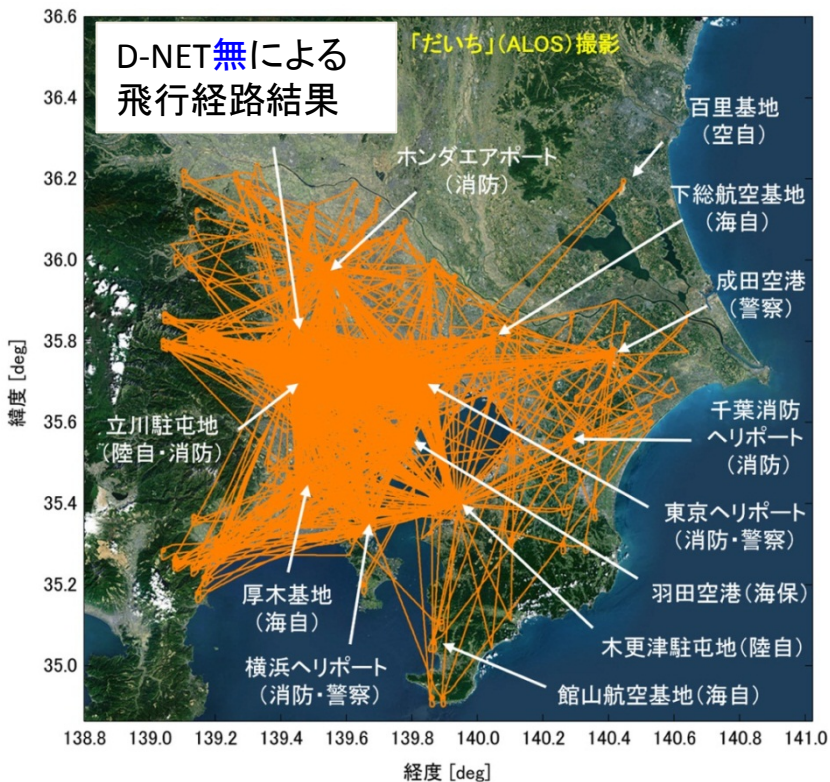 D-NET無による
飛行経路結果
「だいち」(ALOS)撮影
百里基地
(空自)
ホンダエアポート
(消防)
下総航空基地
(海自)
成田空港
(警察)
千葉消防
ヘリポート
(消防)
立川駐屯地
(陸自・消防)
東京ヘリポート
(消防・警察)
羽田空港(海保)
厚木基地
(海自)
木更津駐屯地(陸自)
横浜ヘリポート
(消防・警察)
館山航空基地(海自)
緯度 [deg]
36.6
36.4
36.2
36.0
35.8
35.6
35.4
35.2
35.0
138.8 139.0 139.2 139.4 139.6 139.8 140.0 140.2 140.4 140.6 140.8 141.0
経度 [deg]